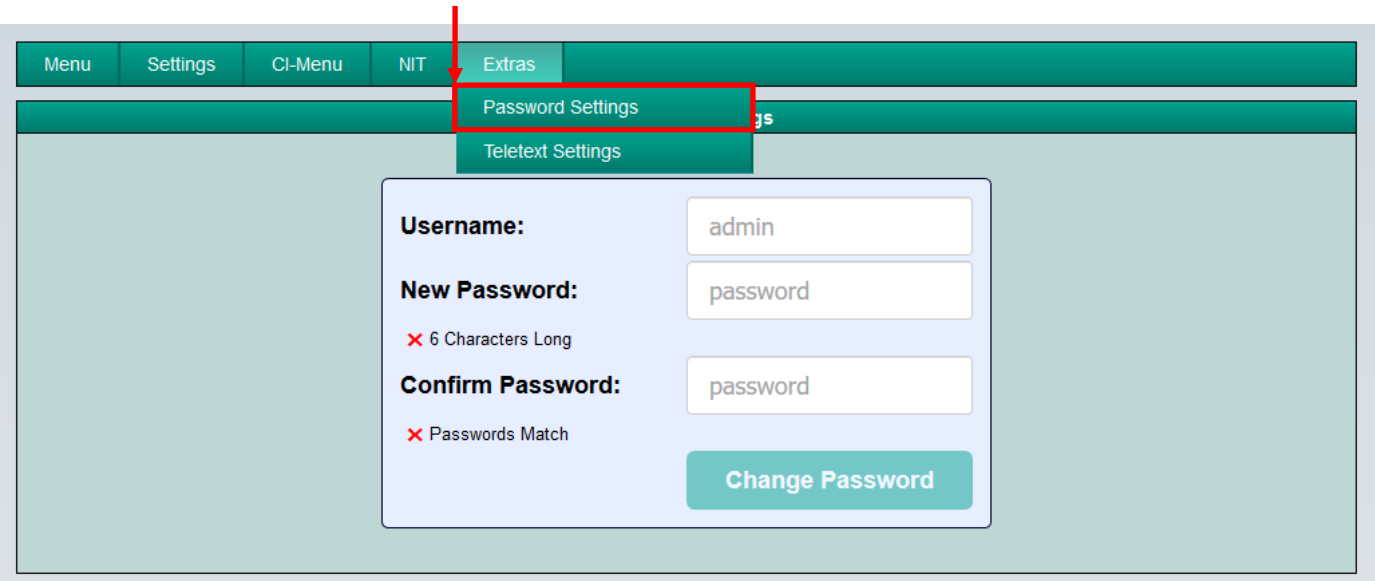 Menu Settings CI-Menu NIT Extras
Password Settings
gs
Teletext Settings
Username: admin
New Password: password
6 Characters Long
Confirm Password: password
Passwords Match
Change Password